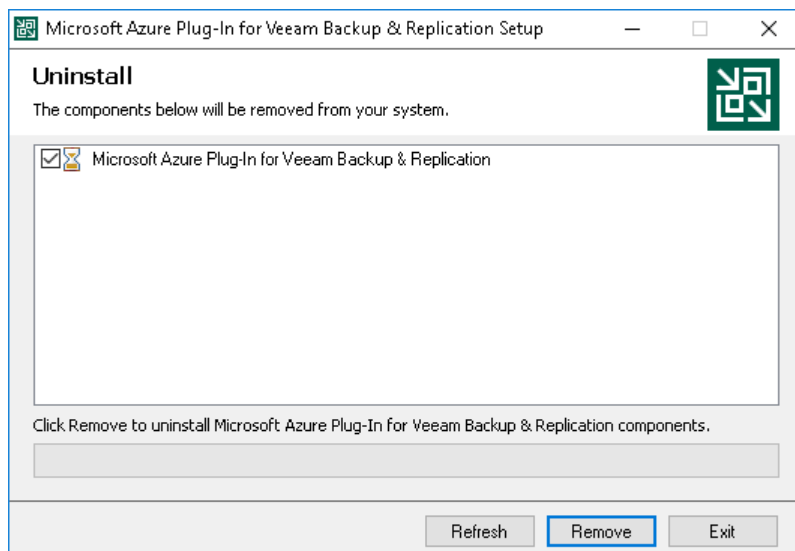 Microsoft Azure Plug-In for Veeam Backup & Replication Setup
Uninstall
The components below will be removed from your system.
Microsoft Azure Plug-In for Veeam Backup & Replication
Click Remove to uninstall Microsoft Azure Plug-In for Veeam Backup & Replication components.
Refresh Remove Exit